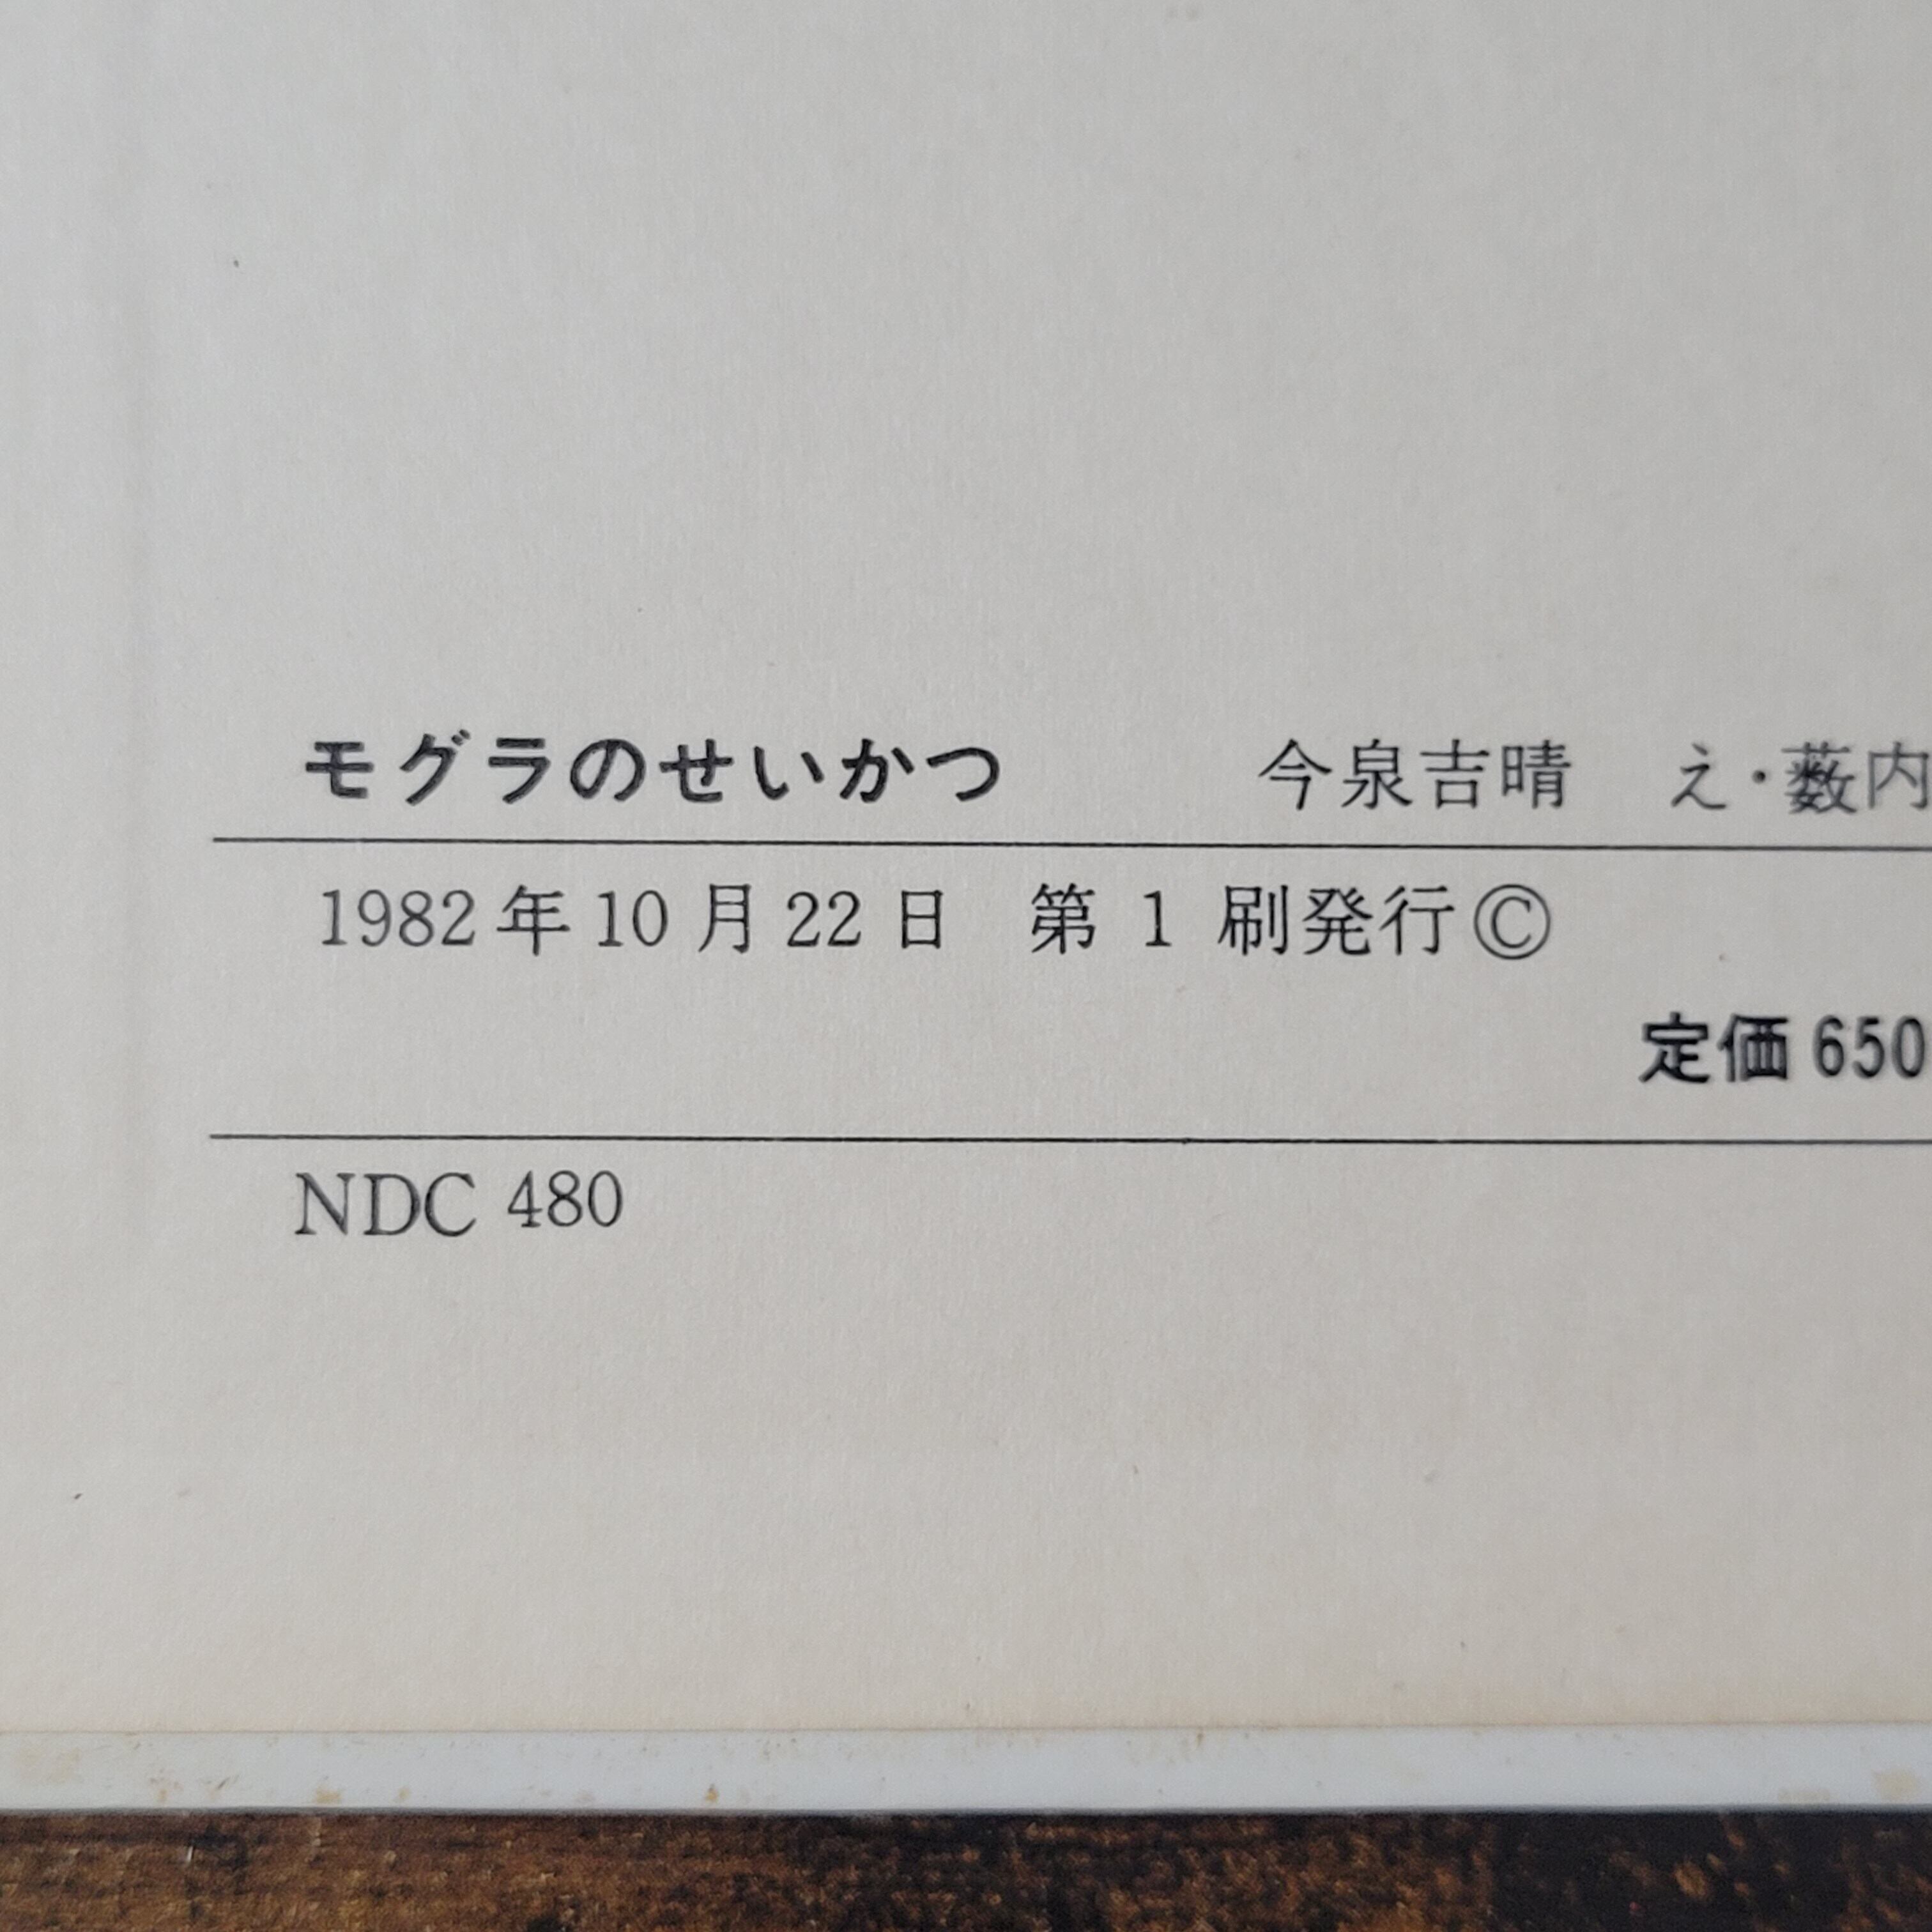 モグラのせいかつ 今泉吉晴 え・薮内
1982年10月22日 第1刷発行©
定価650
NDC 480